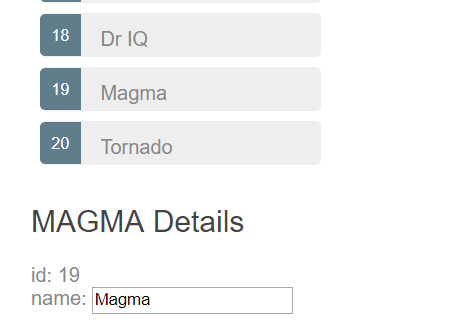 18 Dr IQ
19 Magma
20 Tornado
MAGMA Details
id: 19
name: Magma